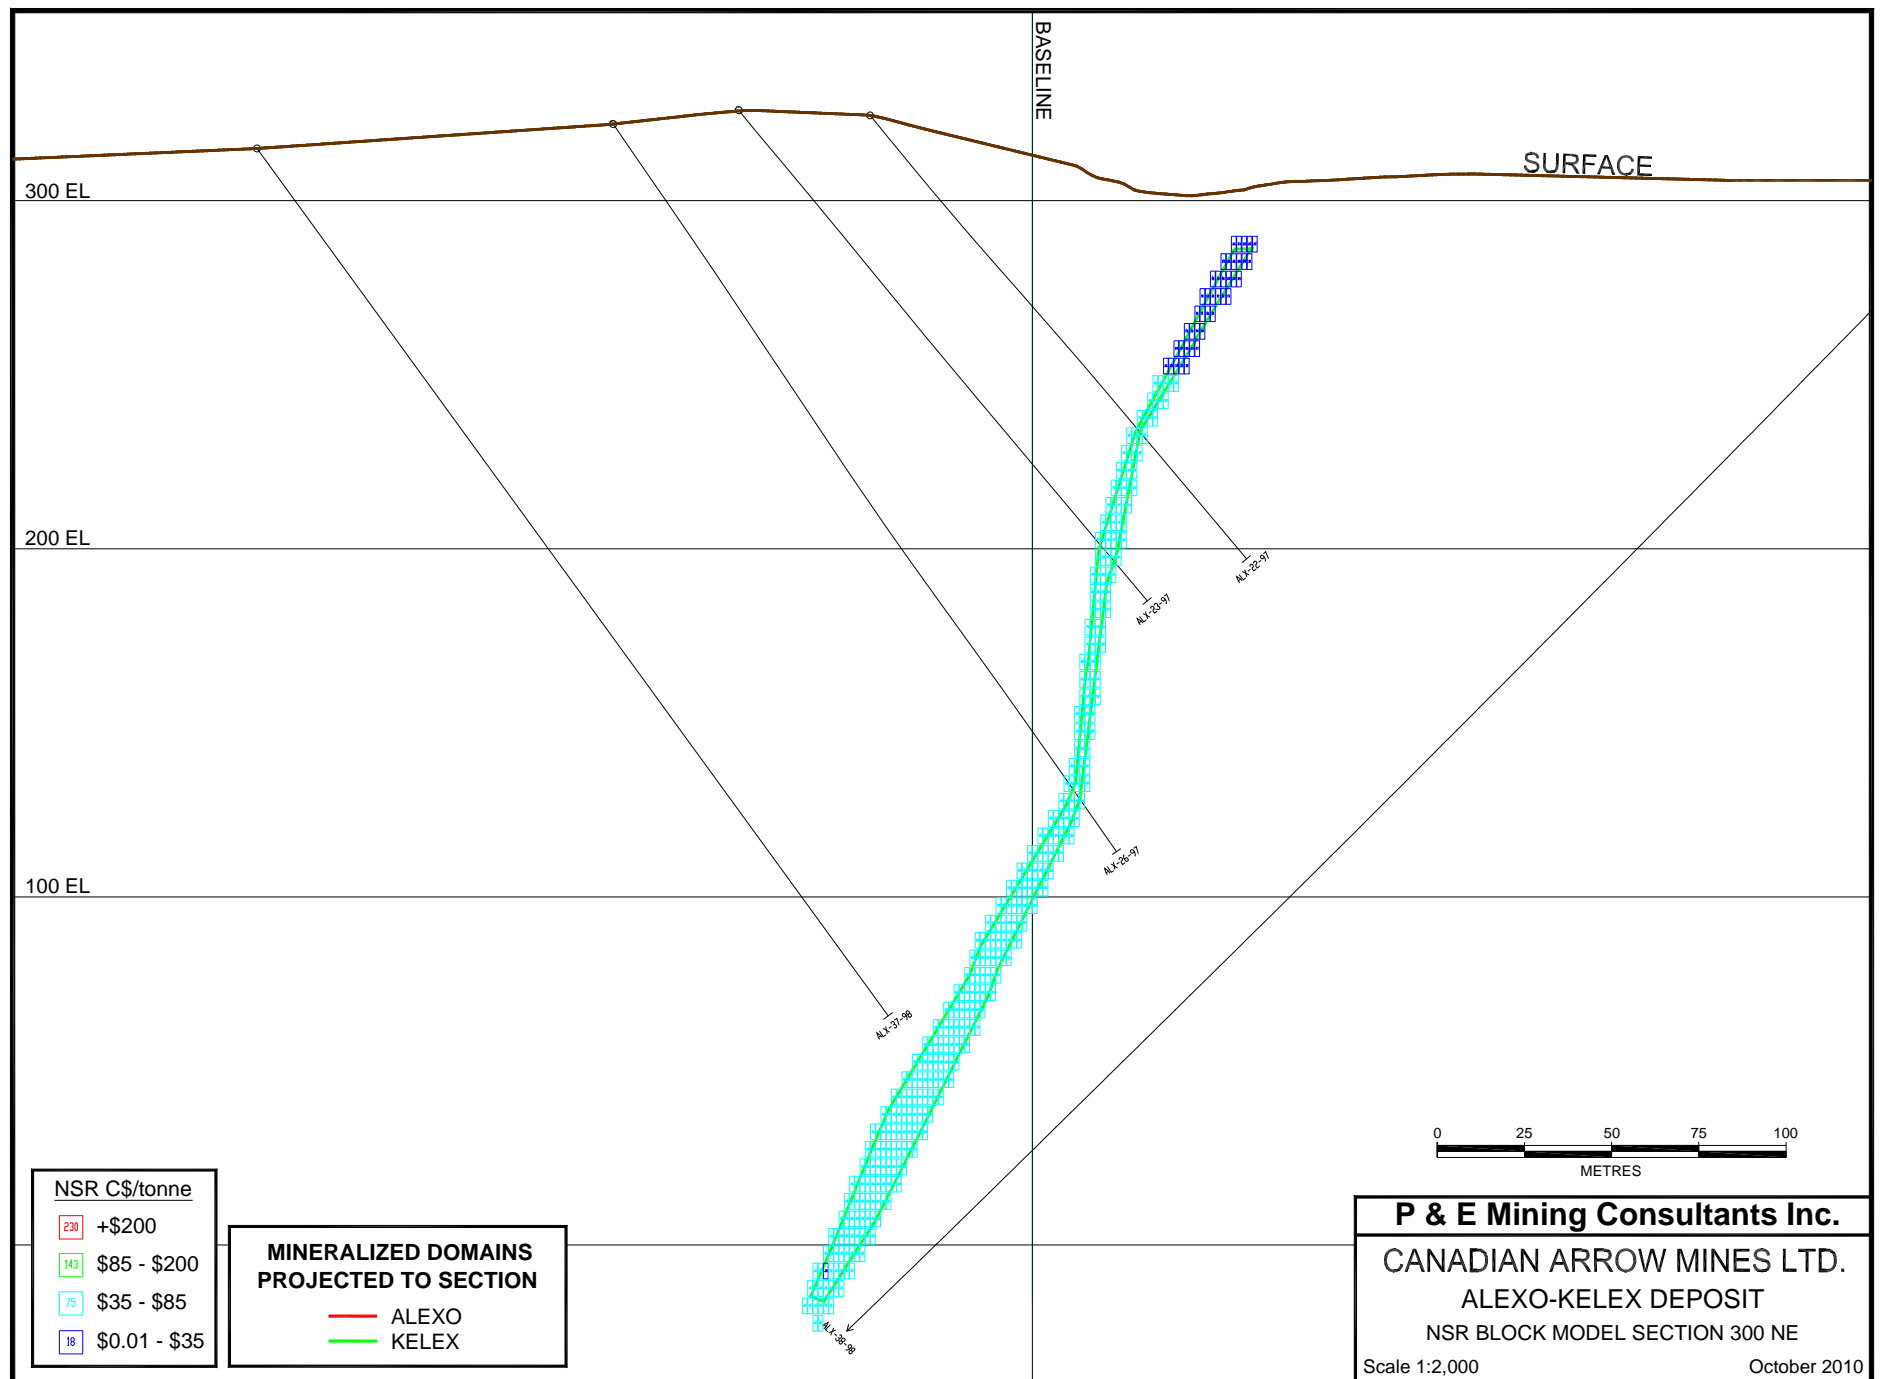 BASELINE
SURFACE
300 EL
200 EL
ALX-22-97
ALX-23-97
ALX-26-97
100 EL
ALX-37-98
ALX-38-98
0 25 50 75 100
METRES
NSR C$/tonne
230 +$200
143 $85 - $200
75 $35 - $85
18 $0.01 - $35
MINERALIZED DOMAINS
PROJECTED TO SECTION
ALEXO
KELEX
P & E Mining Consultants Inc.
CANADIAN ARROW MINES LTD.
ALEXO-KELEX DEPOSIT
NSR BLOCK MODEL SECTION 300 NE
Scale 1:2,000 October 2010